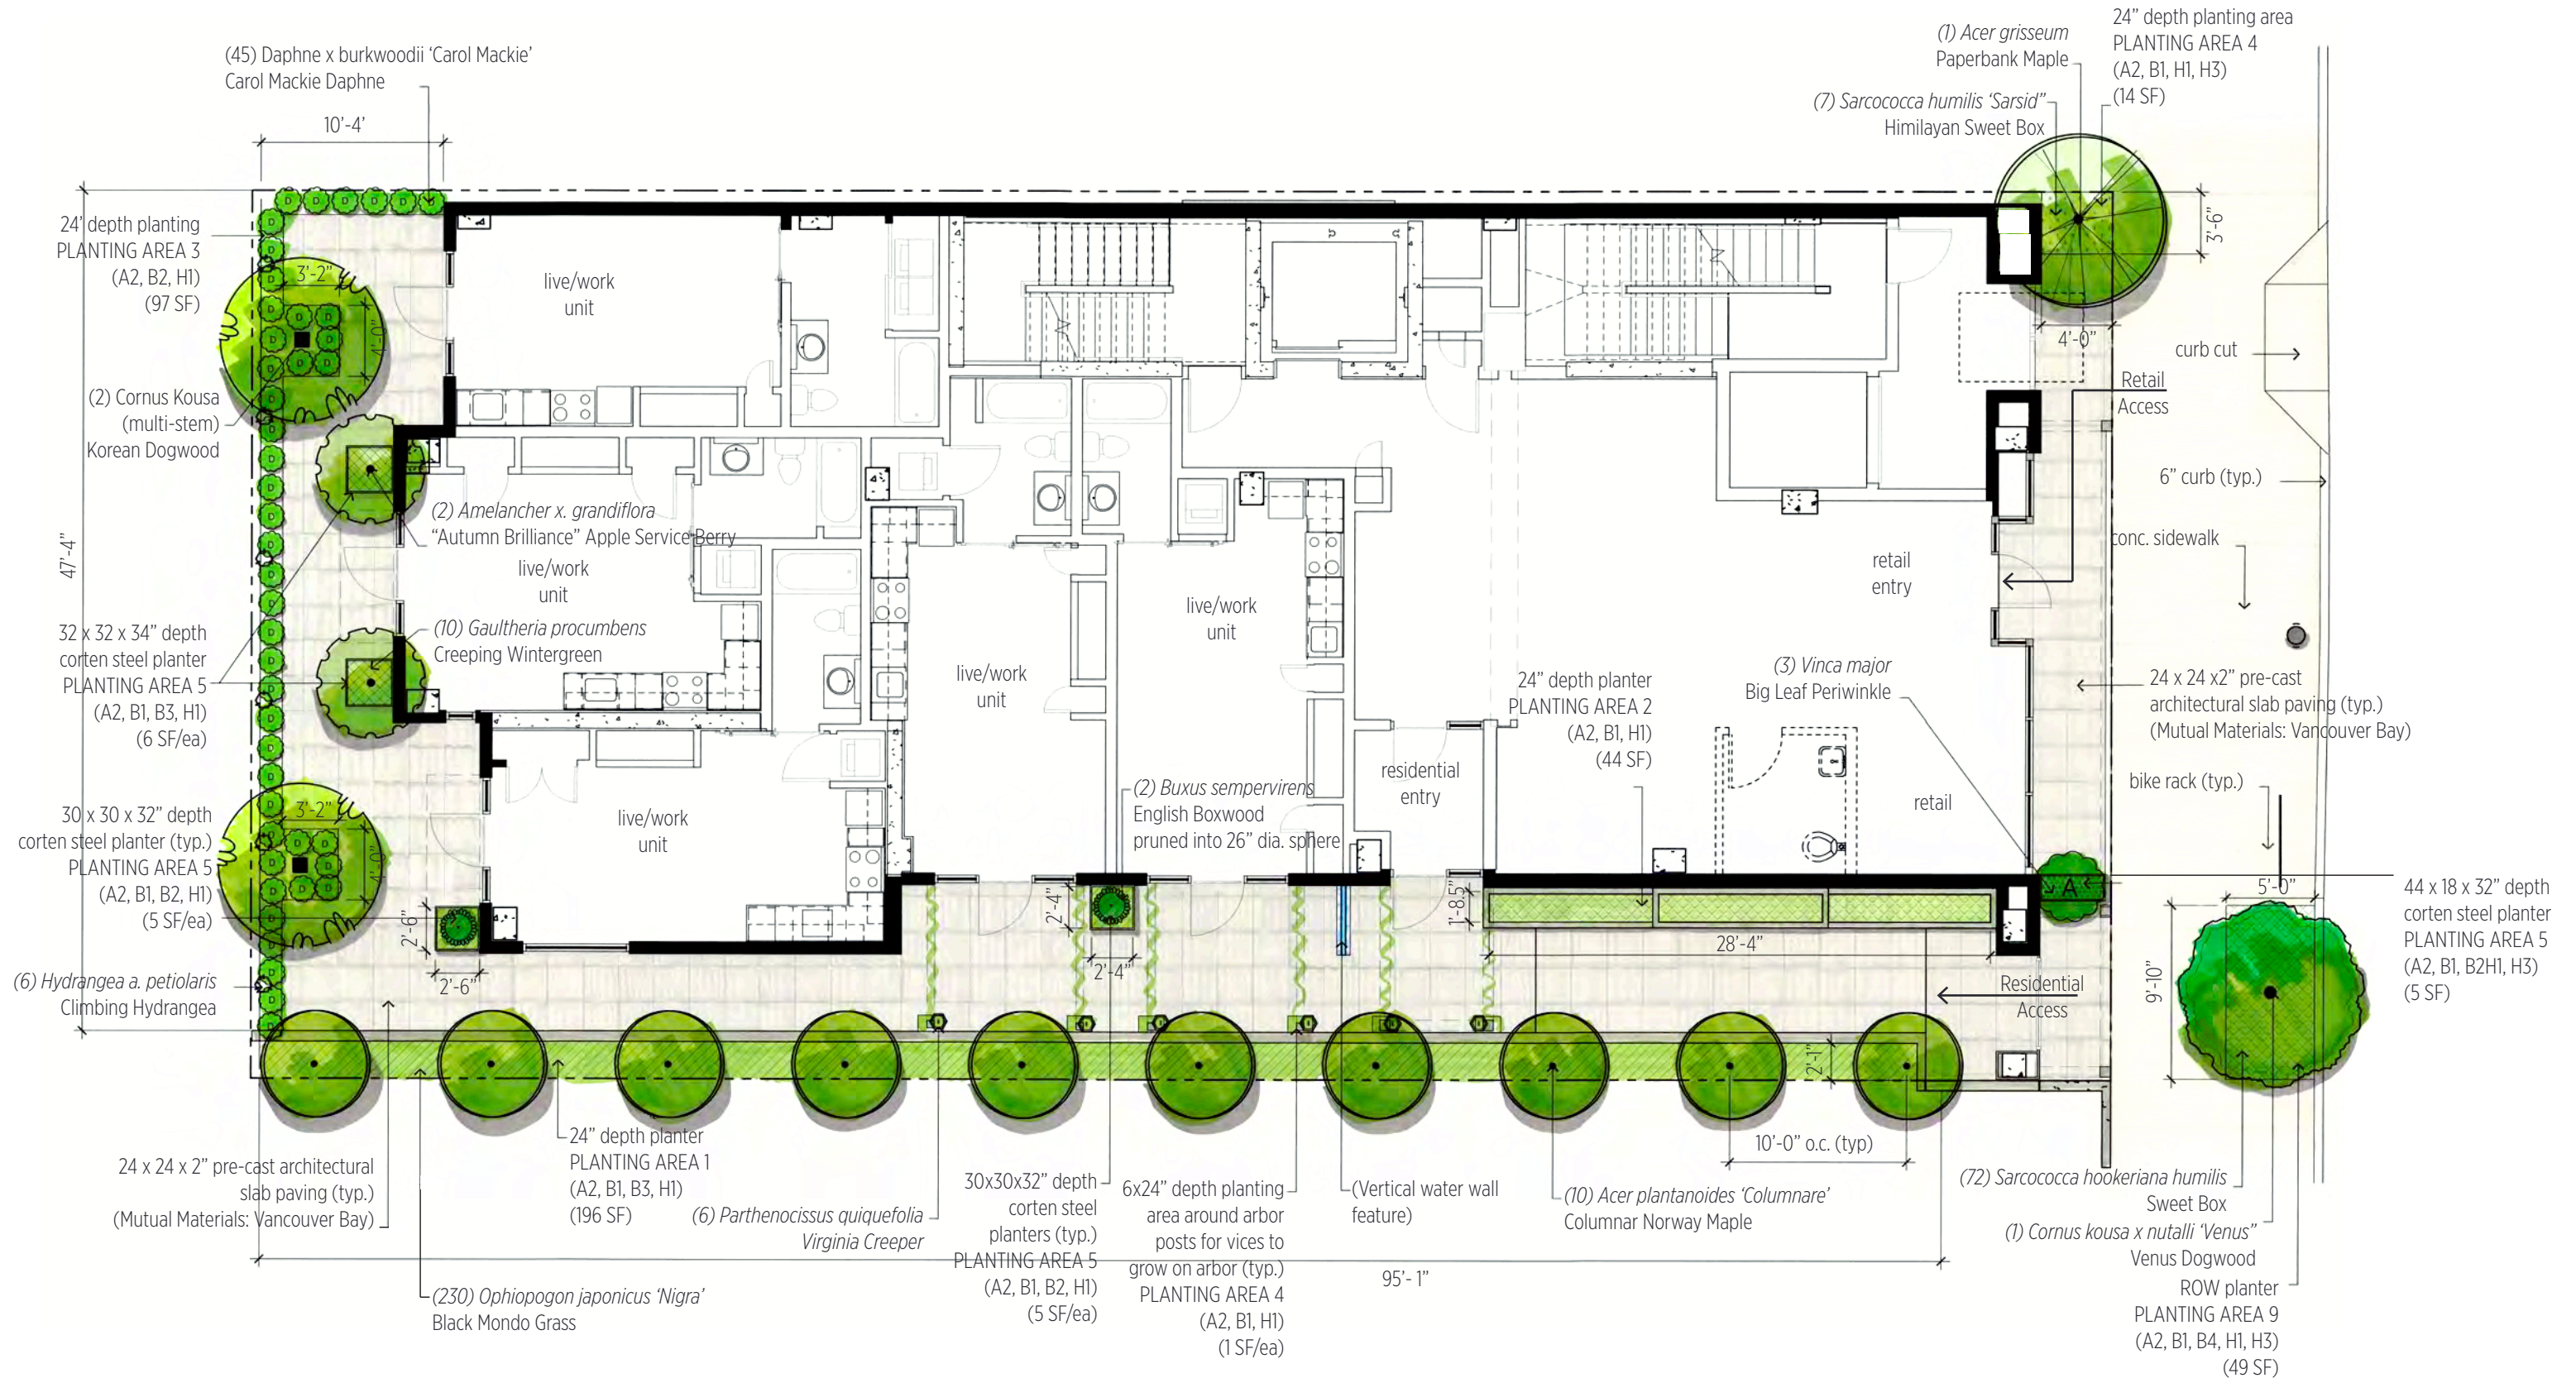 (45) Daphne x burkwoodii ‘Carol Mackie’
Carol Mackie Daphne
10’-4’
(1) Acer grisseum
Paperbank Maple
24” depth planting area
PLANTING AREA 4
(A2, B1, H1, H3)
(14 SF)
(7) Sarcococca humilis ‘Sarsid”
Himilayan Sweet Box
3’-6”
4’-0”
24’ depth planting
PLANTING AREA 3
(A2, B2, H1)
(97 SF)
3’-2”
4’-0”
47’-4”
(2) Cornus Kousa
(multi-stem)
Korean Dogwood
live/work
unit
(2) Amelancher x. grandiflora
“Autumn Brilliance” Apple Service Berry
live/work
unit
(10) Gaultheria procumbens
Creeping Wintergreen
32 x 32 x 34” depth
corten steel planter
PLANTING AREA 5
(A2, B1, B3, H1)
(6 SF/ea)
30 x 30 x 32” depth
corten steel planter (typ.)
PLANTING AREA 5
(A2, B1, B2, H1)
(5 SF/ea)
3’-2”
4’-0”
2’-6”
2’-6”
(6) Hydrangea a. petiolaris
Climbing Hydrangea
live/work
unit
live/work
unit
live/work
unit
(2) Buxus sempervirens
English Boxwood
pruned into 26” dia. sphere
2’-4”
2’-4”
residential
entry
24” depth planter
PLANTING AREA 2
(A2, B1, H1)
(44 SF)
1’-8.5”
28’-4”
(3) Vinca major
Big Leaf Periwinkle
retail
entry
retail
curb cut
Retail
Access
6” curb (typ.)
conc. sidewalk
24 x 24 x2” pre-cast
architectural slab paving (typ.)
(Mutual Materials: Vancouver Bay)
bike rack (typ.)
A
5’-0”
9’-10”
44 x 18 x 32” depth
corten steel planter
PLANTING AREA 5
(A2, B1, B2H1, H3)
(5 SF)
Residential
Access
2’-1”
10’-0” o.c. (typ)
24 x 24 x 2” pre-cast architectural
slab paving (typ.)
(Mutual Materials: Vancouver Bay)
24” depth planter
PLANTING AREA 1
(A2, B1, B3, H1)
(196 SF)
(6) Parthenocissus quiquefolia
Virginia Creeper
30x30x32” depth
corten steel
planters (typ.)
PLANTING AREA 5
(A2, B1, B2, H1)
(5 SF/ea)
6x24” depth planting
area around arbor
posts for vices to
grow on arbor (typ.)
PLANTING AREA 4
(A2, B1, H1)
(1 SF/ea)
(Vertical water wall
feature)
(10) Acer plantanoides ‘Columnare’
Columnar Norway Maple
(72) Sarcococca hookeriana humilis
Sweet Box
(1) Cornus kousa x nutalli ‘Venus”
Venus Dogwood
ROW planter
PLANTING AREA 9
(A2, B1, B4, H1, H3)
(49 SF)
95’- 1”
(230) Ophiopogon japonicus ‘Nigra’
Black Mondo Grass